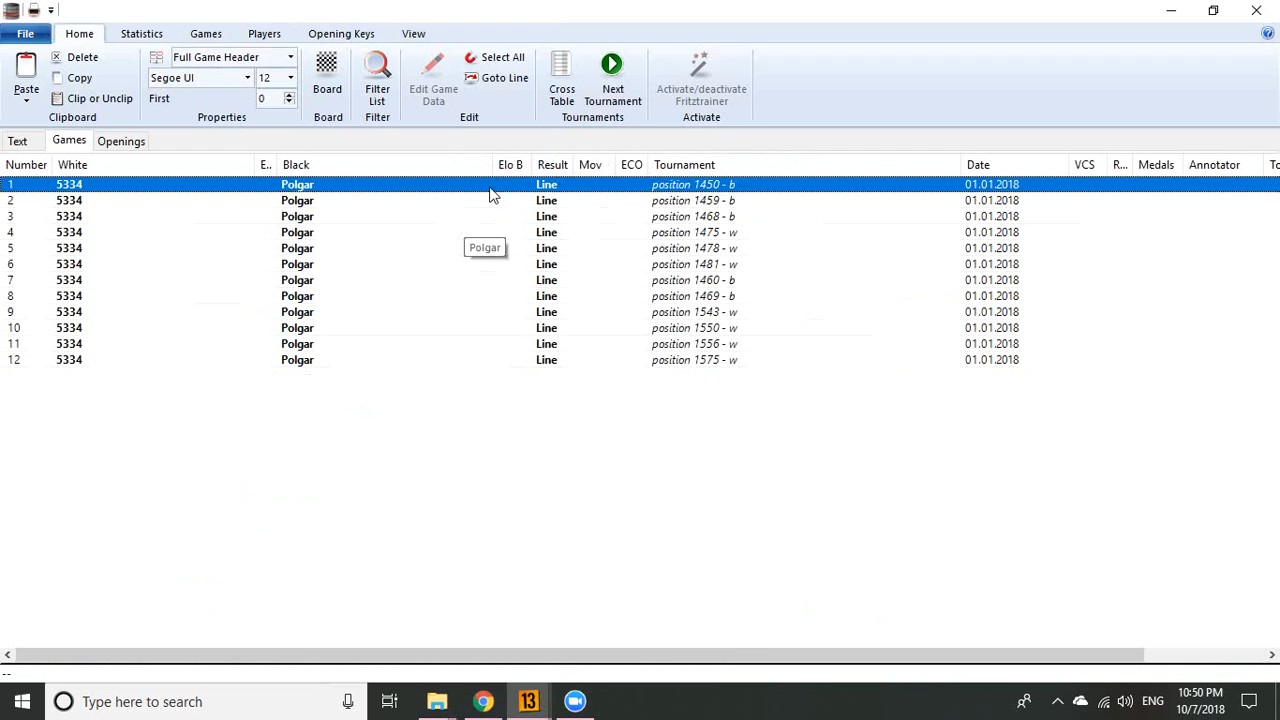 File Home Statistics Games Players Opening Keys View
Paste Delete Full Game Header Board Filter List Edit Game Data Select All Cross Table Next Tournament Activate/deactivate Fritztrainer
Copy Segoe UI 12 Goto Line
Clip or Unclip First 0
Clipboard Properties Board Filter Edit Tournaments Activate
Text Games Openings
Number White E.. Black Elo B Result Mov ECO Tournament Date VCS R... Medals Annotator To
1 5334 Polgar Line position 1450 - b 01.01.2018
2 5334 Polgar Line position 1459 - b 01.01.2018
3 5334 Polgar Line position 1468 - b 01.01.2018
4 5334 Polgar Line position 1475 - w 01.01.2018
5 5334 Polgar Line position 1478 - w 01.01.2018
Polgar
6 5334 Polgar Line position 1481 - w 01.01.2018
7 5334 Polgar Line position 1460 - b 01.01.2018
8 5334 Polgar Line position 1469 - b 01.01.2018
9 5334 Polgar Line position 1543 - w 01.01.2018
10 5334 Polgar Line position 1550 - w 01.01.2018
11 5334 Polgar Line position 1556 - w 01.01.2018
12 5334 Polgar Line position 1575 - w 01.01.2018
--
Type here to search 13 ENG 10:50 PM
10/7/2018